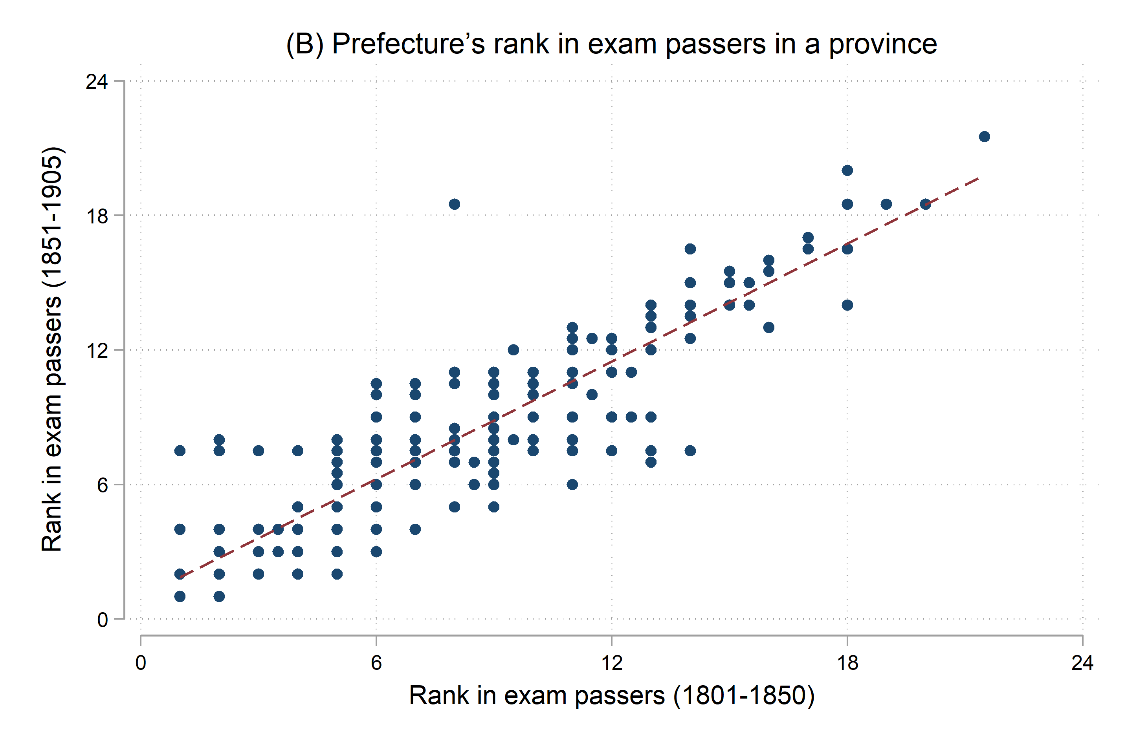 (B) Prefecture’s rank in exam passers in a province
Rank in exam passers (1851-1905)
24
18
12
6
0
0 6 12 18 24
Rank in exam passers (1801-1850)